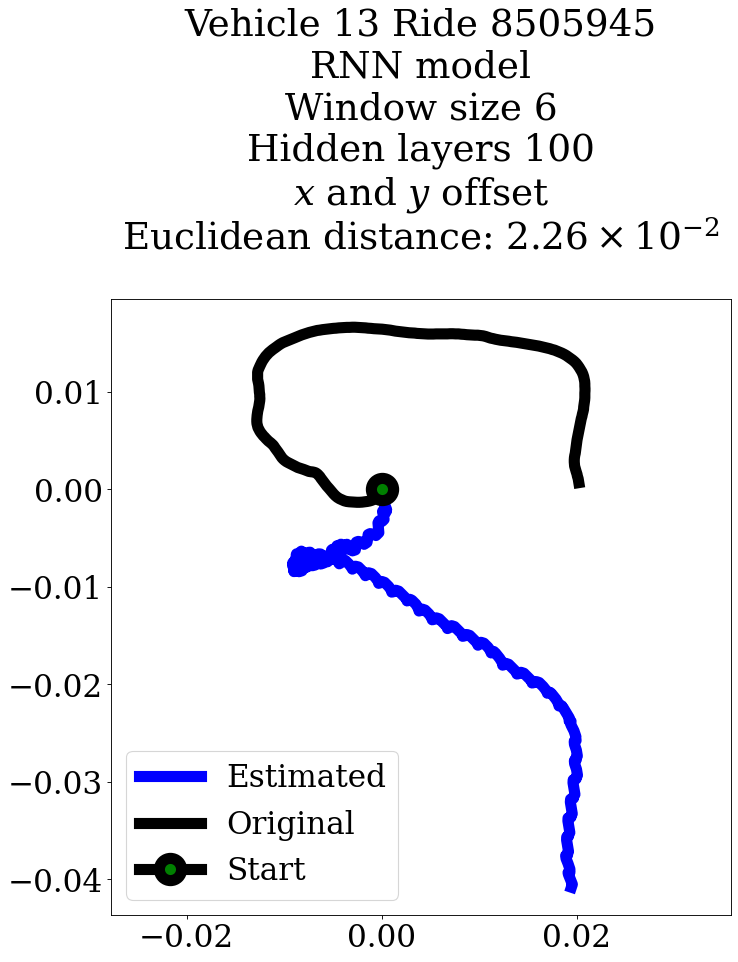 Vehicle 13 Ride 8505945
RNN model
Window size 6
Hidden layers 100
x and y offset
Euclidean distance: 2.26 × 10⁻²
0.01
0.00
−0.01
−0.02
−0.03
−0.04
Estimated
Original
Start
−0.02
0.00
0.02